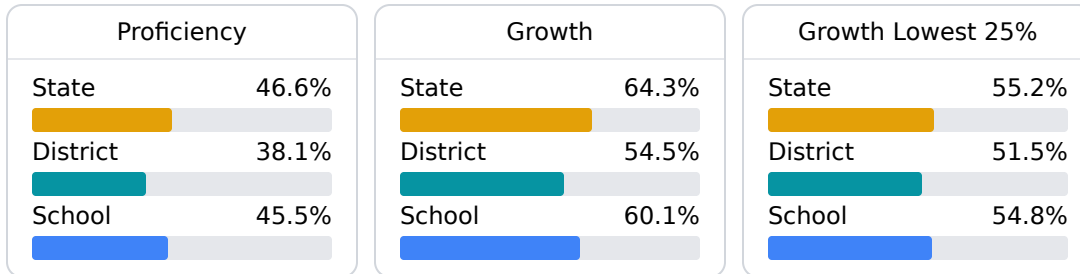 Proficiency
State 46.6%
District 38.1%
School 45.5%
Growth
State 64.3%
District 54.5%
School 60.1%
Growth Lowest 25%
State 55.2%
District 51.5%
School 54.8%